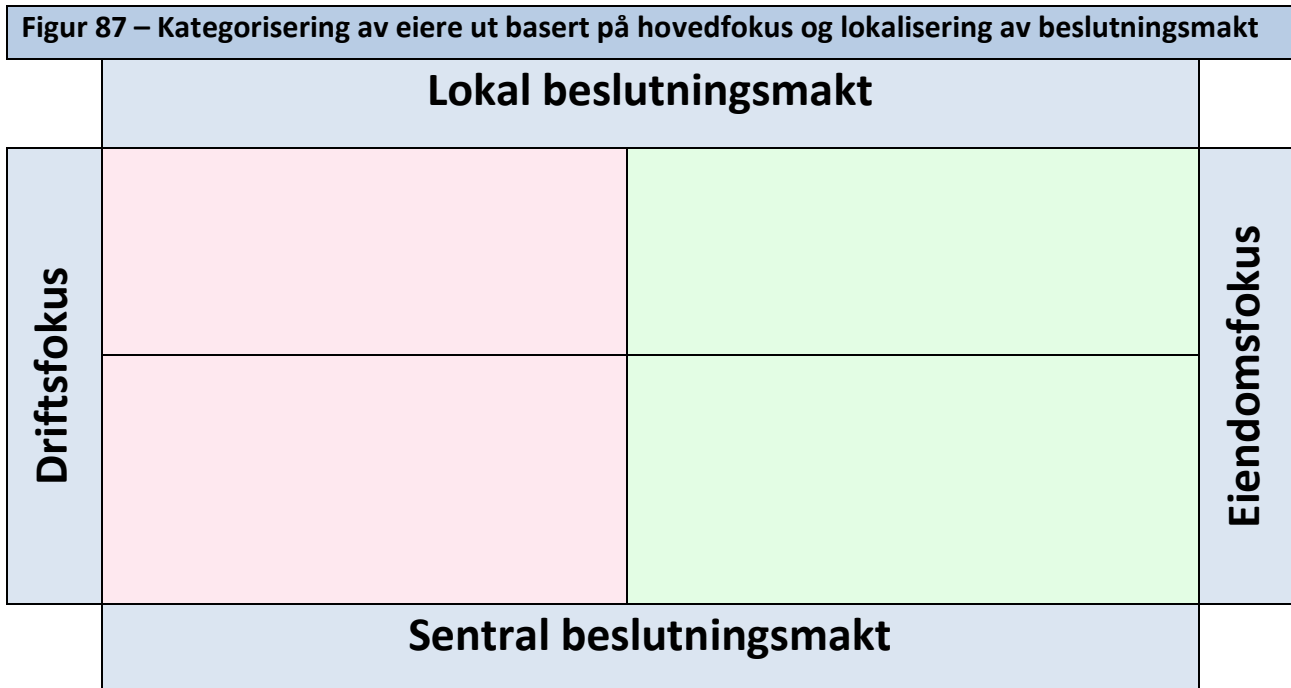 Figur 87 – Kategorisering av eiere ut basert på hovedfokus og lokalisering av beslutningsmakt
Lokal beslutningsmakt
Driftsfokus
Eiendomsfokus
Sentral beslutningsmakt